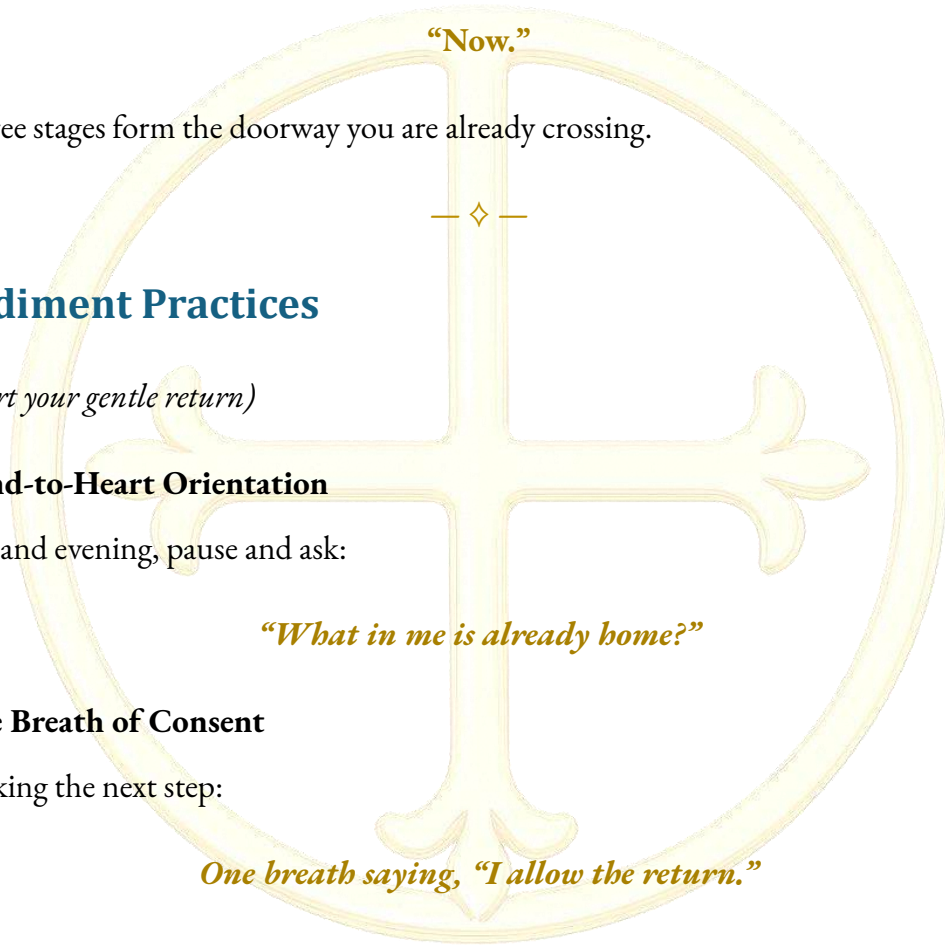 “Now.”
ee stages form the doorway you are already crossing.
diment Practices
rt your gentle return)
nd-to-Heart Orientation
and evening, pause and ask:
“What in me is already home?”
e Breath of Consent
king the next step:
One breath saying, “I allow the return.”